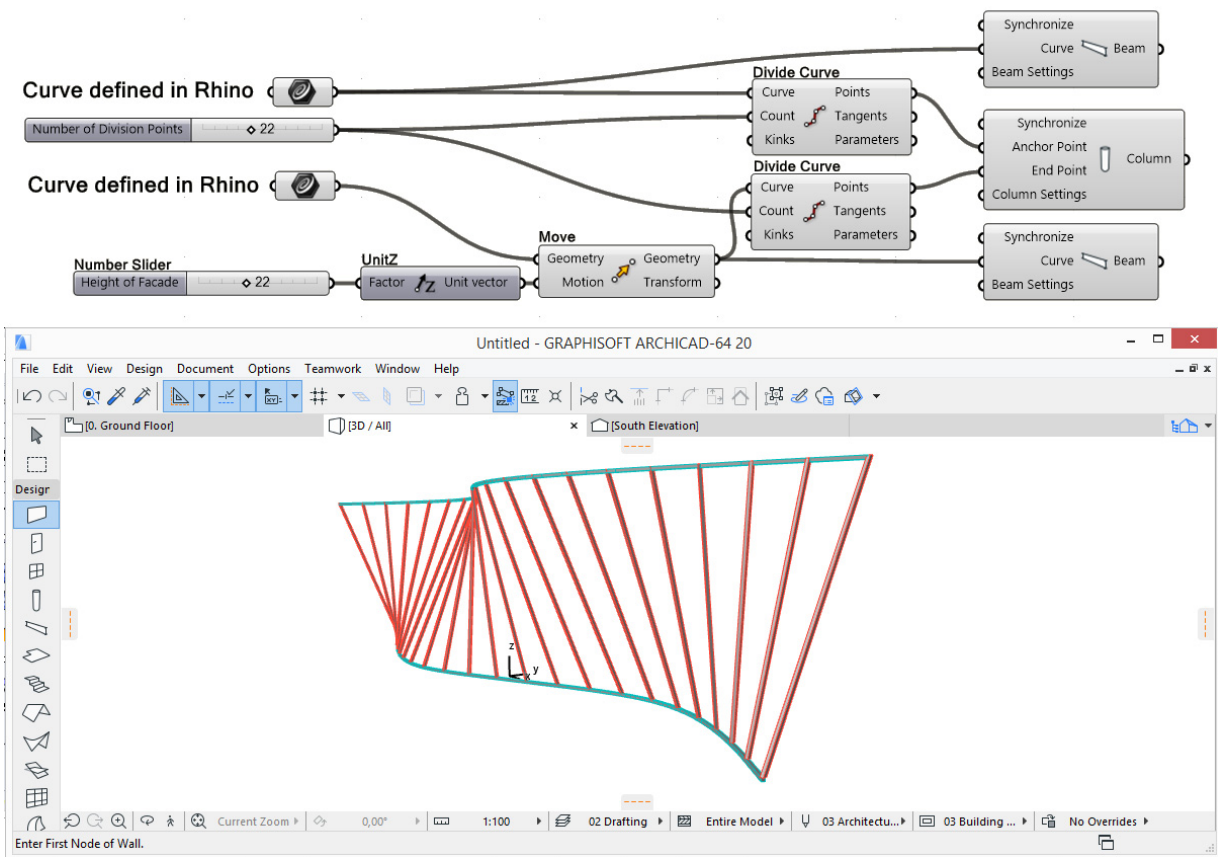 Synchronize
Curve Beam
Beam Settings
Curve defined in Rhino
Number of Division Points 22
Divide Curve
Curve Points
Count Tangents
Kinks Parameters
Synchronize
Anchor Point
End Point
Column
Column Settings
Curve defined in Rhino
Divide Curve
Curve Points
Count Tangents
Kinks Parameters
Number Slider
Height of Facade 22
UnitZ
Factor Z Unit vector
Move
Geometry Geometry
Motion Transform
Synchronize
Curve Beam
Beam Settings
Untitled - GRAPHISOFT ARCHICAD-64 20
File Edit View Design Document Options Teamwork Window Help
[0. Ground Floor] [3D / All] [South Elevation]
Desigr
z
x y
Current Zoom 0,00° 1:100 02 Drafting Entire Model 03 Architectu... 03 Building ... No Overrides
Enter First Node of Wall.